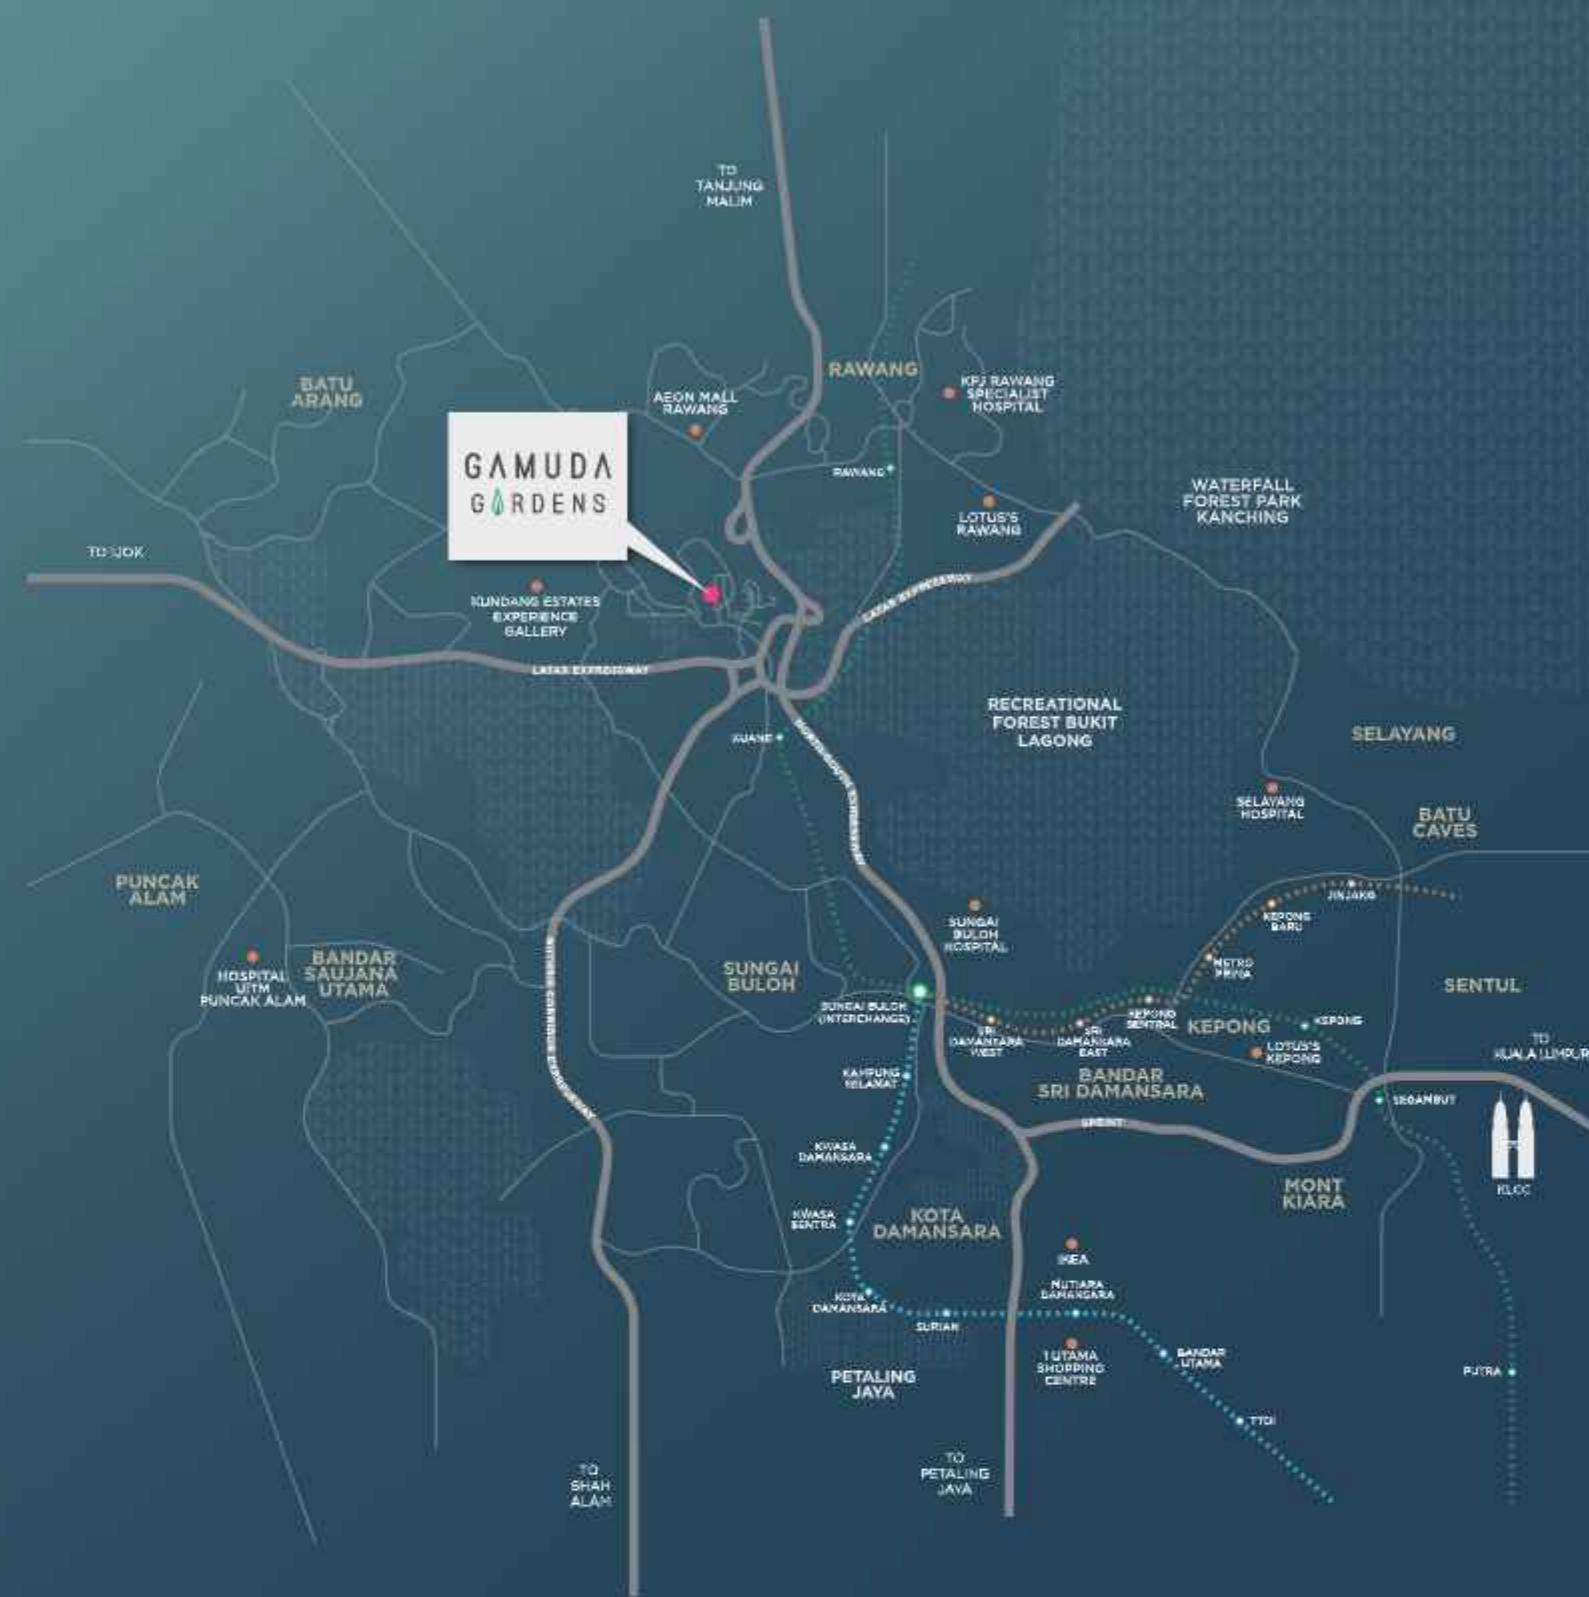 TO
TANJUNG
MALIM
RAWANG
BATU
ARANG
AEON MALL
RAWANG
KPJ RAWANG
SPECIALIST
HOSPITAL
GAMUDA
GARDENS
RAWANG
LOTUS'S
RAWANG
WATERFALL
FOREST PARK
KANCHING
TO IJOK
KUNDANG ESTATES
EXPERIENCE
GALLERY
LATAR EXPRESSWAY
LATAR EXPRESSWAY
RECREATIONAL
FOREST BUKIT
LAGONG
SELAYANG
KUANG
NORTH-SOUTH EXPRESSWAY
SELAYANG
HOSPITAL
BATU
CAVES
PUNCAK
ALAM
JINJANG
KEPONG
BARU
SUNGAI
BULOH
HOSPITAL
METRO
PRIMA
HOSPITAL
UITM
PUNCAK ALAM
BANDAR
SAUJANA
UTAMA
GUTHRIE CORRIDOR EXPRESSWAY
SUNGAI
BULOH
SENTUL
SUNGAI BULOH
(INTERCHANGE)
SRI
DAMANSARA
WEST
SRI
DAMANSARA
EAST
KEPONG
SENTRAL
KEPONG
KEPONG
LOTUS'S
KEPONG
TO
KUALA LUMPUR
KAMPUNG
SELAMAT
BANDAR
SRI DAMANSARA
SEGAMBUT
SPRINT
KWASA
DAMANSARA
KLCC
MONT
KIARA
KWASA
SENTRAL
KOTA
DAMANSARA
IKEA
MUTIARA
DAMANSARA
KOTA
DAMANSARA
SURIAN
1 UTAMA
SHOPPING
CENTRE
BANDAR
UTAMA
PETALING
JAYA
PUTRA
TTDI
TO
SHAH
ALAM
TO
PETALING
JAYA